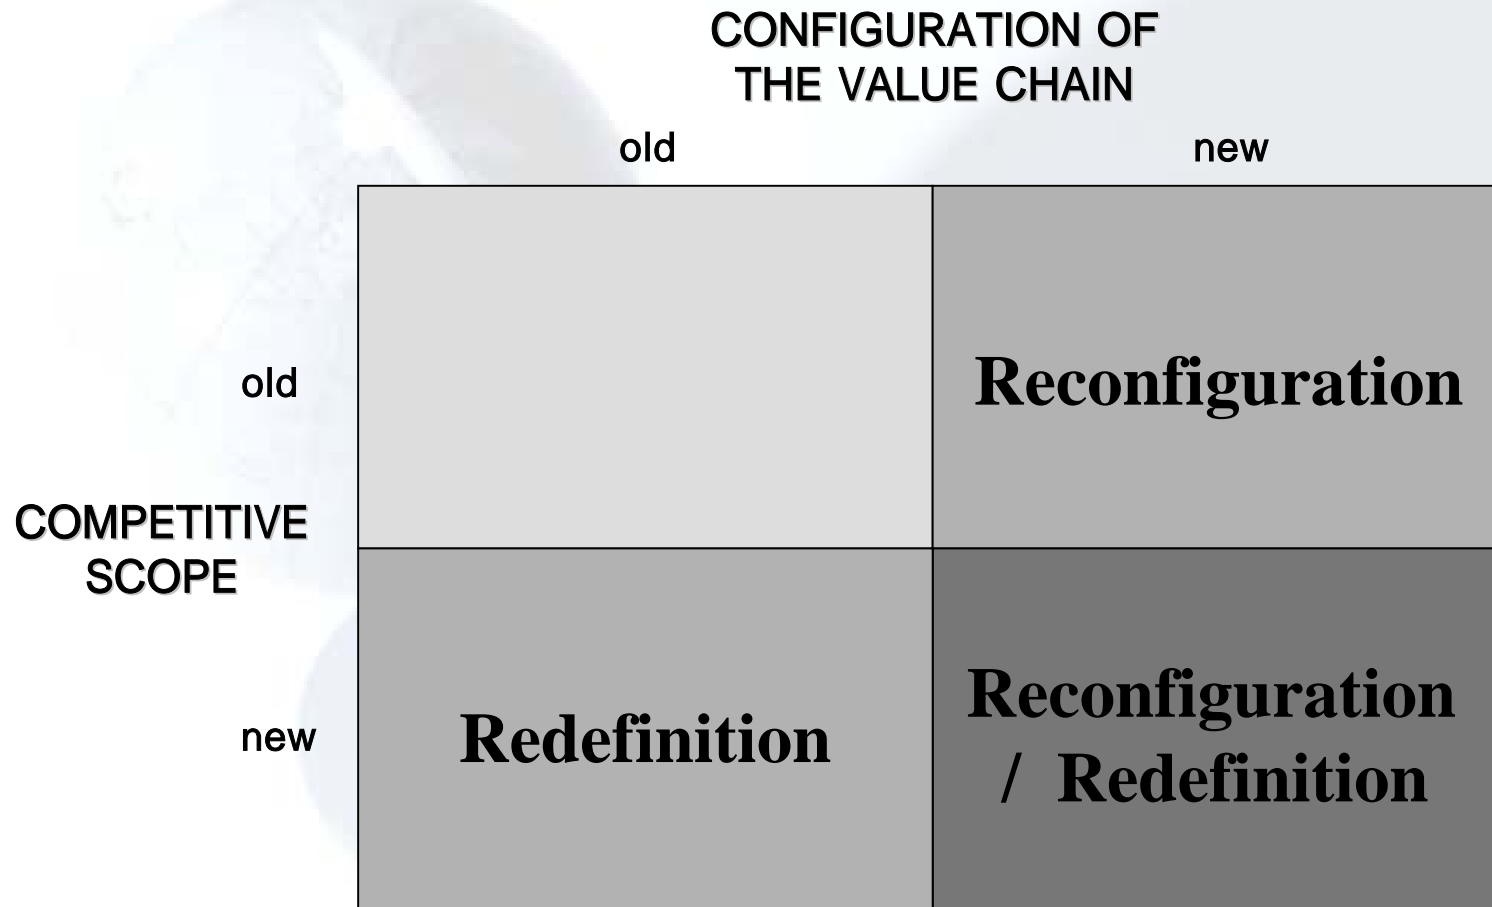 CONFIGURATION OF
THE VALUE CHAIN
old
new
old
Reconfiguration
COMPETITIVE
SCOPE
new
Redefinition
Reconfiguration
/ Redefinition